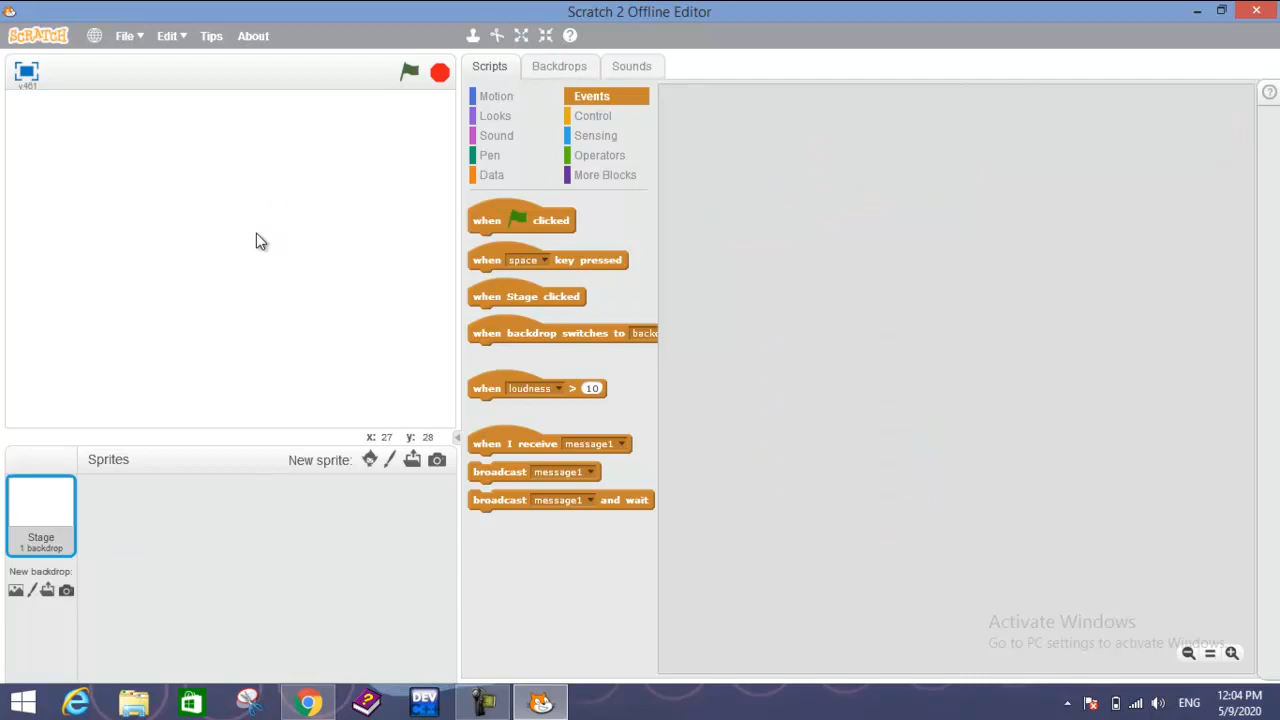 Scratch 2 Offline Editor
SCRATCH File Edit Tips About
v461
Scripts Backdrops Sounds
Motion Events
Looks Control
Sound Sensing
Pen Operators
Data More Blocks
when clicked
when space key pressed
when Stage clicked
when backdrop switches to backd
when loudness > 10
when I receive message1
broadcast message1
broadcast message1 and wait
x: 27 y: 28
Sprites New sprite:
Stage
1 backdrop
New backdrop:
Activate Windows
Go to PC settings to activate Windows.
DEV
ENG
12:04 PM
5/9/2020